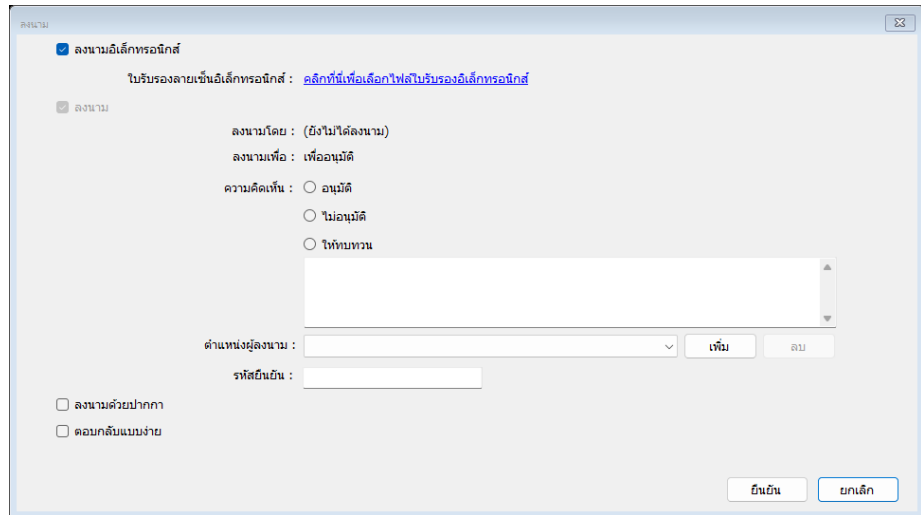 ลงนาม
ลงนามอิเล็กทรอนิกส์
ใบรับรองลายเซ็นอิเล็กทรอนิกส์ : คลิกที่นี่เพื่อเลือกไฟล์ใบรับรองอิเล็กทรอนิกส์
ลงนาม
ลงนามโดย : (ยังไม่ได้ลงนาม)
ลงนามเพื่อ : เพื่ออนุมัติ
ความคิดเห็น : อนุมัติ
ไม่อนุมัติ
ให้ทบทวน
ตำแหน่งผู้ลงนาม : เพิ่ม ลบ
รหัสยืนยัน :
ลงนามด้วยปากกา
ตอบกลับแบบง่าย
ยืนยัน ยกเลิก